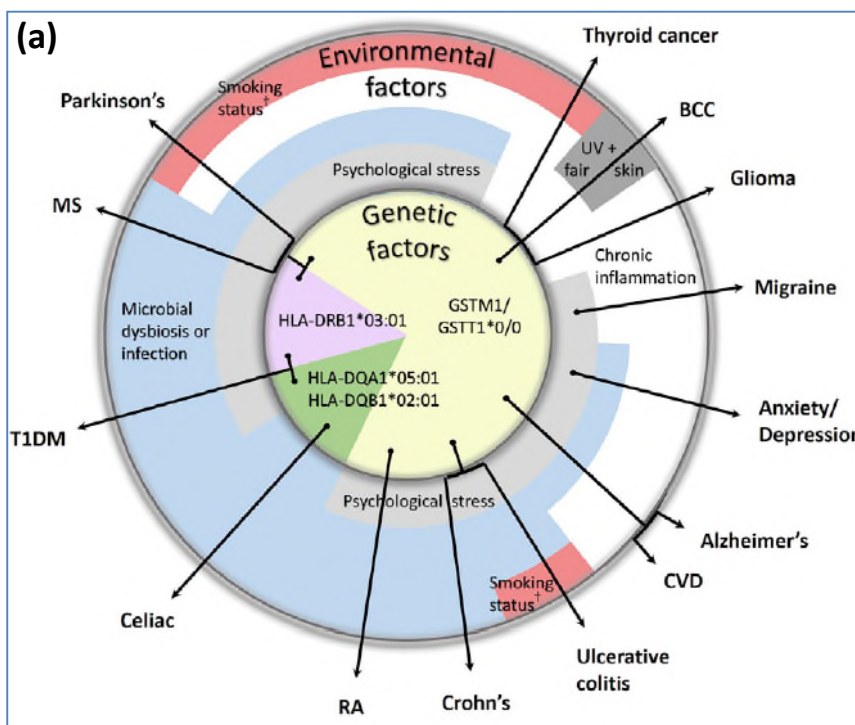 (a)
Environmental
factors
Thyroid cancer
Smoking
status†
Parkinson's
BCC
UV +
fair skin
Psychological stress
Glioma
MS
Genetic
factors
Chronic
inflammation
Migraine
Microbial
dysbiosis or
infection
HLA-DRB1*03:01
GSTM1/
GSTT1*0/0
HLA-DQA1*05:01
HLA-DQB1*02:01
T1DM
Anxiety/
Depression
Psychological stress
Alzheimer's
CVD
Celiac
Smoking
status†
Ulcerative
colitis
RA
Crohn's